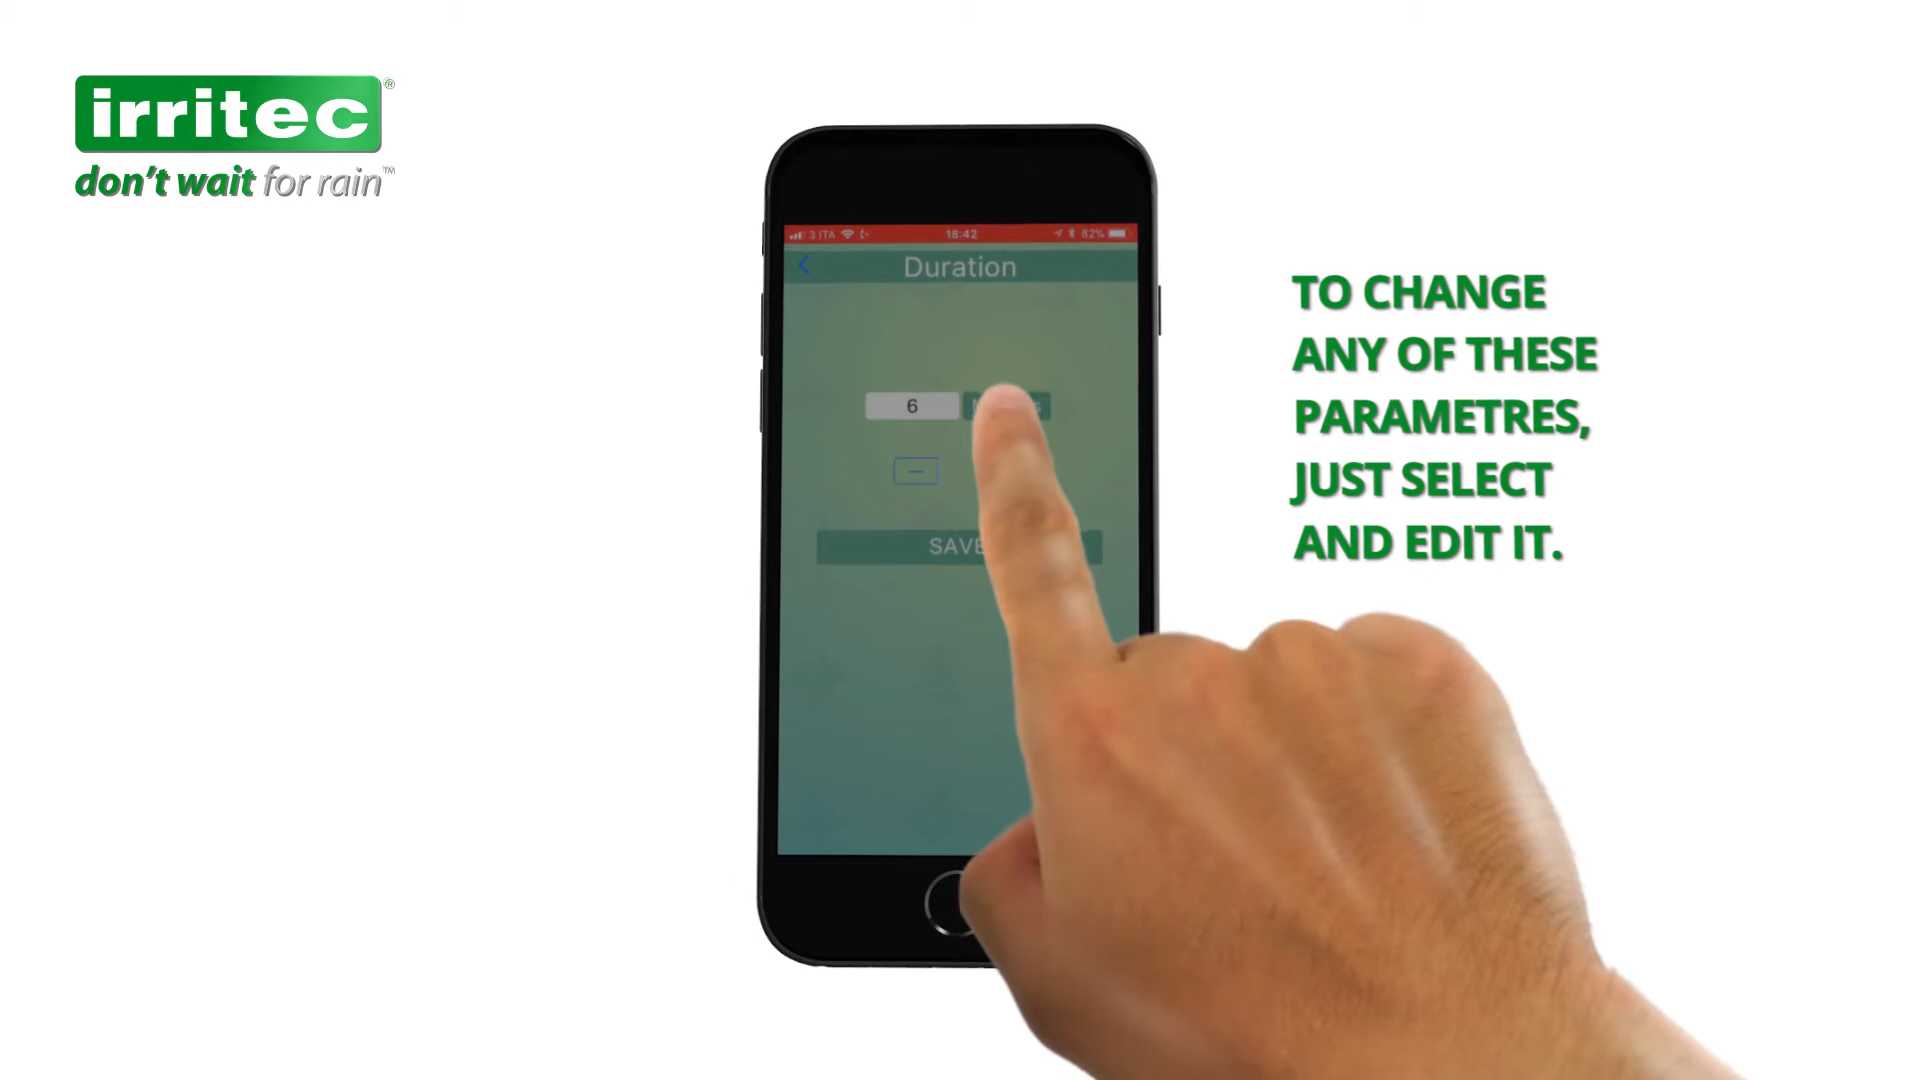 irritec®
don't wait for rain™
3 ITA 18:42 82%
Duration
6
SAVE
TO CHANGE
ANY OF THESE
PARAMETRES,
JUST SELECT
AND EDIT IT.